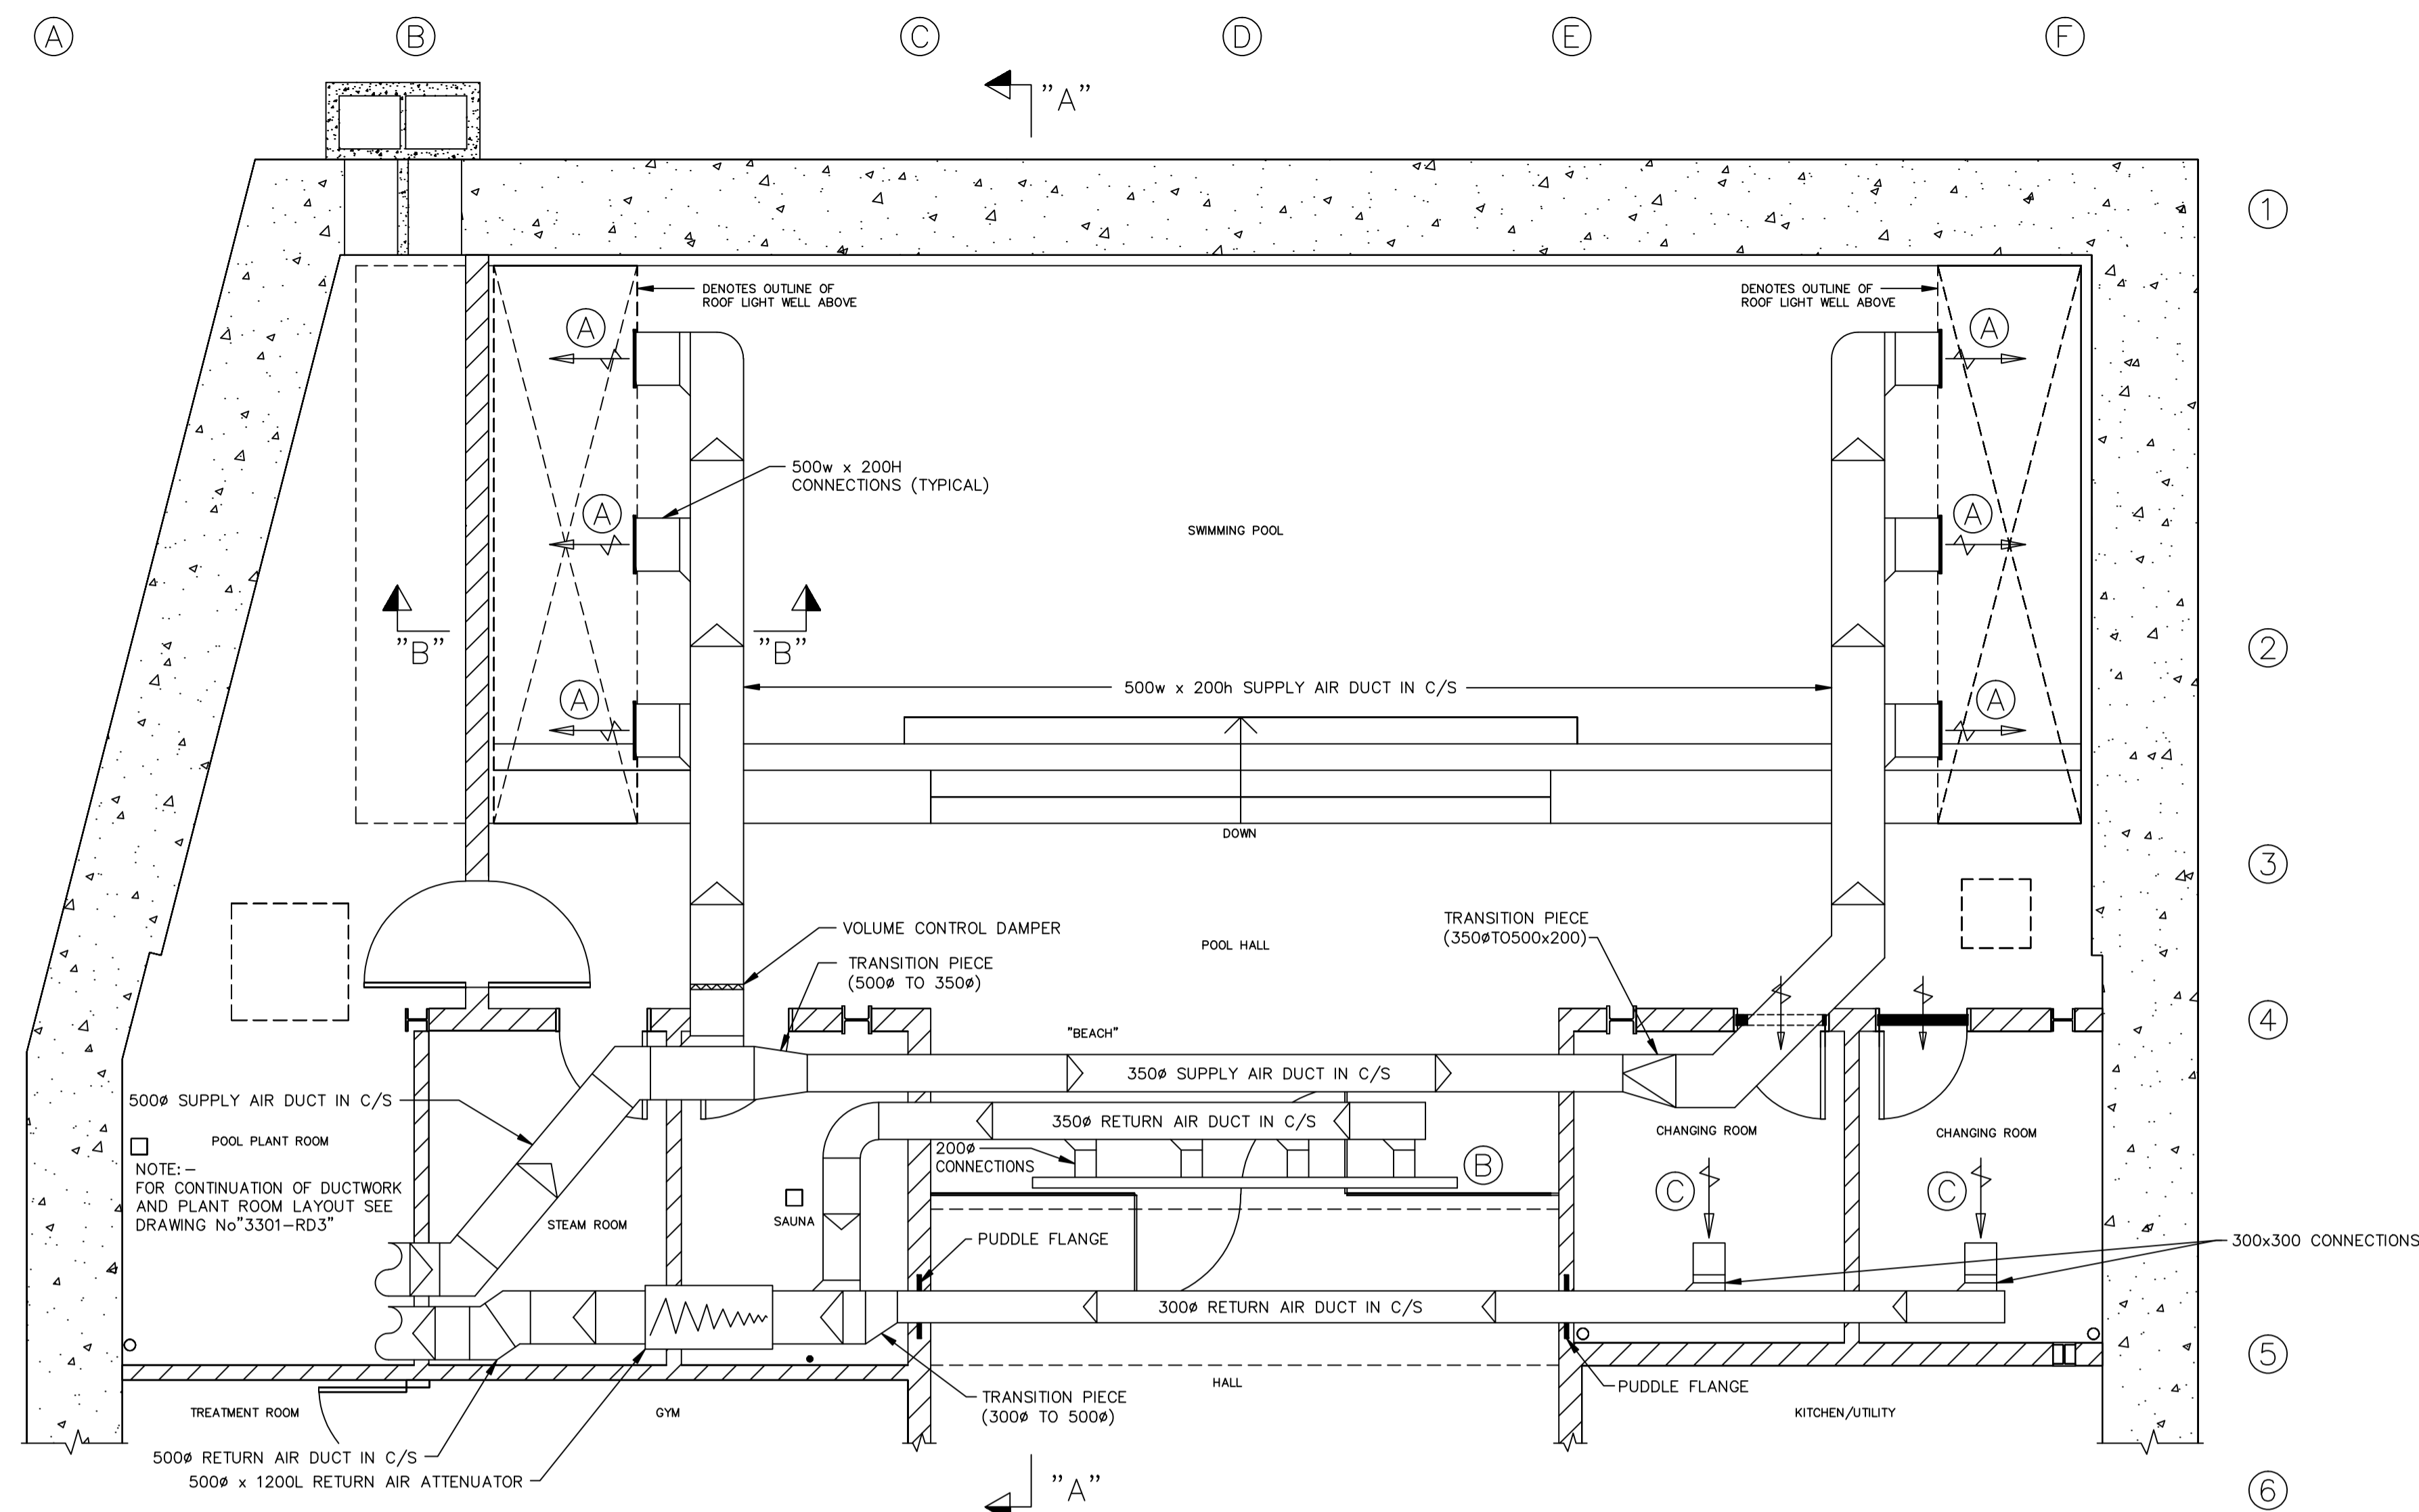 A B C D E F
"A"
1
DENOTES OUTLINE OF
ROOF LIGHT WELL ABOVE
DENOTES OUTLINE OF
ROOF LIGHT WELL ABOVE
A
A
500w x 200H
CONNECTIONS (TYPICAL)
A
A
SWIMMING POOL
"B"
"B"
2
A
A
500w x 200h SUPPLY AIR DUCT IN C/S
DOWN
3
VOLUME CONTROL DAMPER
TRANSITION PIECE
(500ø TO 350ø)
POOL HALL
TRANSITION PIECE
(350øTO500x200)
4
"BEACH"
350ø SUPPLY AIR DUCT IN C/S
500ø SUPPLY AIR DUCT IN C/S
350ø RETURN AIR DUCT IN C/S
POOL PLANT ROOM
CHANGING ROOM
CHANGING ROOM
200ø
CONNECTIONS
B
NOTE:–
FOR CONTINUATION OF DUCTWORK
AND PLANT ROOM LAYOUT SEE
DRAWING No"3301–RD3"
C
C
STEAM ROOM
SAUNA
PUDDLE FLANGE
300x300 CONNECTIONS
300ø RETURN AIR DUCT IN C/S
5
HALL
PUDDLE FLANGE
TRANSITION PIECE
(300ø TO 500ø)
TREATMENT ROOM
GYM
KITCHEN/UTILITY
500ø RETURN AIR DUCT IN C/S
500ø x 1200L RETURN AIR ATTENUATOR
"A"
6